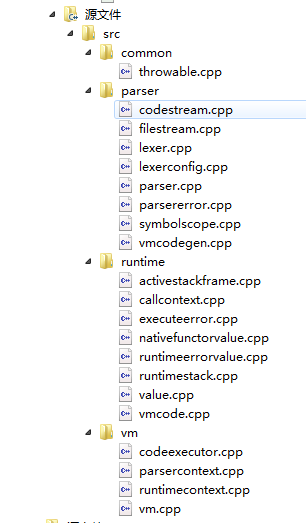 源文件
src
common
throwable.cpp
parser
codestream.cpp
filestream.cpp
lexer.cpp
lexerconfig.cpp
parser.cpp
parsererror.cpp
symbolscope.cpp
vmcodegen.cpp
runtime
activestackframe.cpp
callcontext.cpp
executeerror.cpp
nativefunctorvalue.cpp
runtimeerrorvalue.cpp
runtimestack.cpp
value.cpp
vmcode.cpp
vm
codeexecutor.cpp
parsercontext.cpp
runtimecontext.cpp
vm.cpp